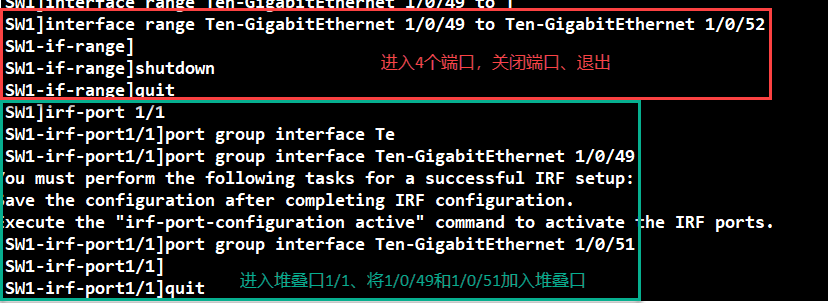 SW1]interface range Ten-GigabitEthernet 1/0/49 to T
SW1]interface range Ten-GigabitEthernet 1/0/49 to Ten-GigabitEthernet 1/0/52
SW1-if-range]
SW1-if-range]shutdown
进入4个端口，关闭端口、退出
SW1-if-range]quit
SW1]irf-port 1/1
SW1-irf-port1/1]port group interface Te
SW1-irf-port1/1]port group interface Ten-GigabitEthernet 1/0/49
You must perform the following tasks for a successful IRF setup:
Save the configuration after completing IRF configuration.
Execute the "irf-port-configuration active" command to activate the IRF ports.
SW1-irf-port1/1]port group interface Ten-GigabitEthernet 1/0/51
SW1-irf-port1/1]
进入堆叠口1/1、将1/0/49和1/0/51加入堆叠口
SW1-irf-port1/1]quit